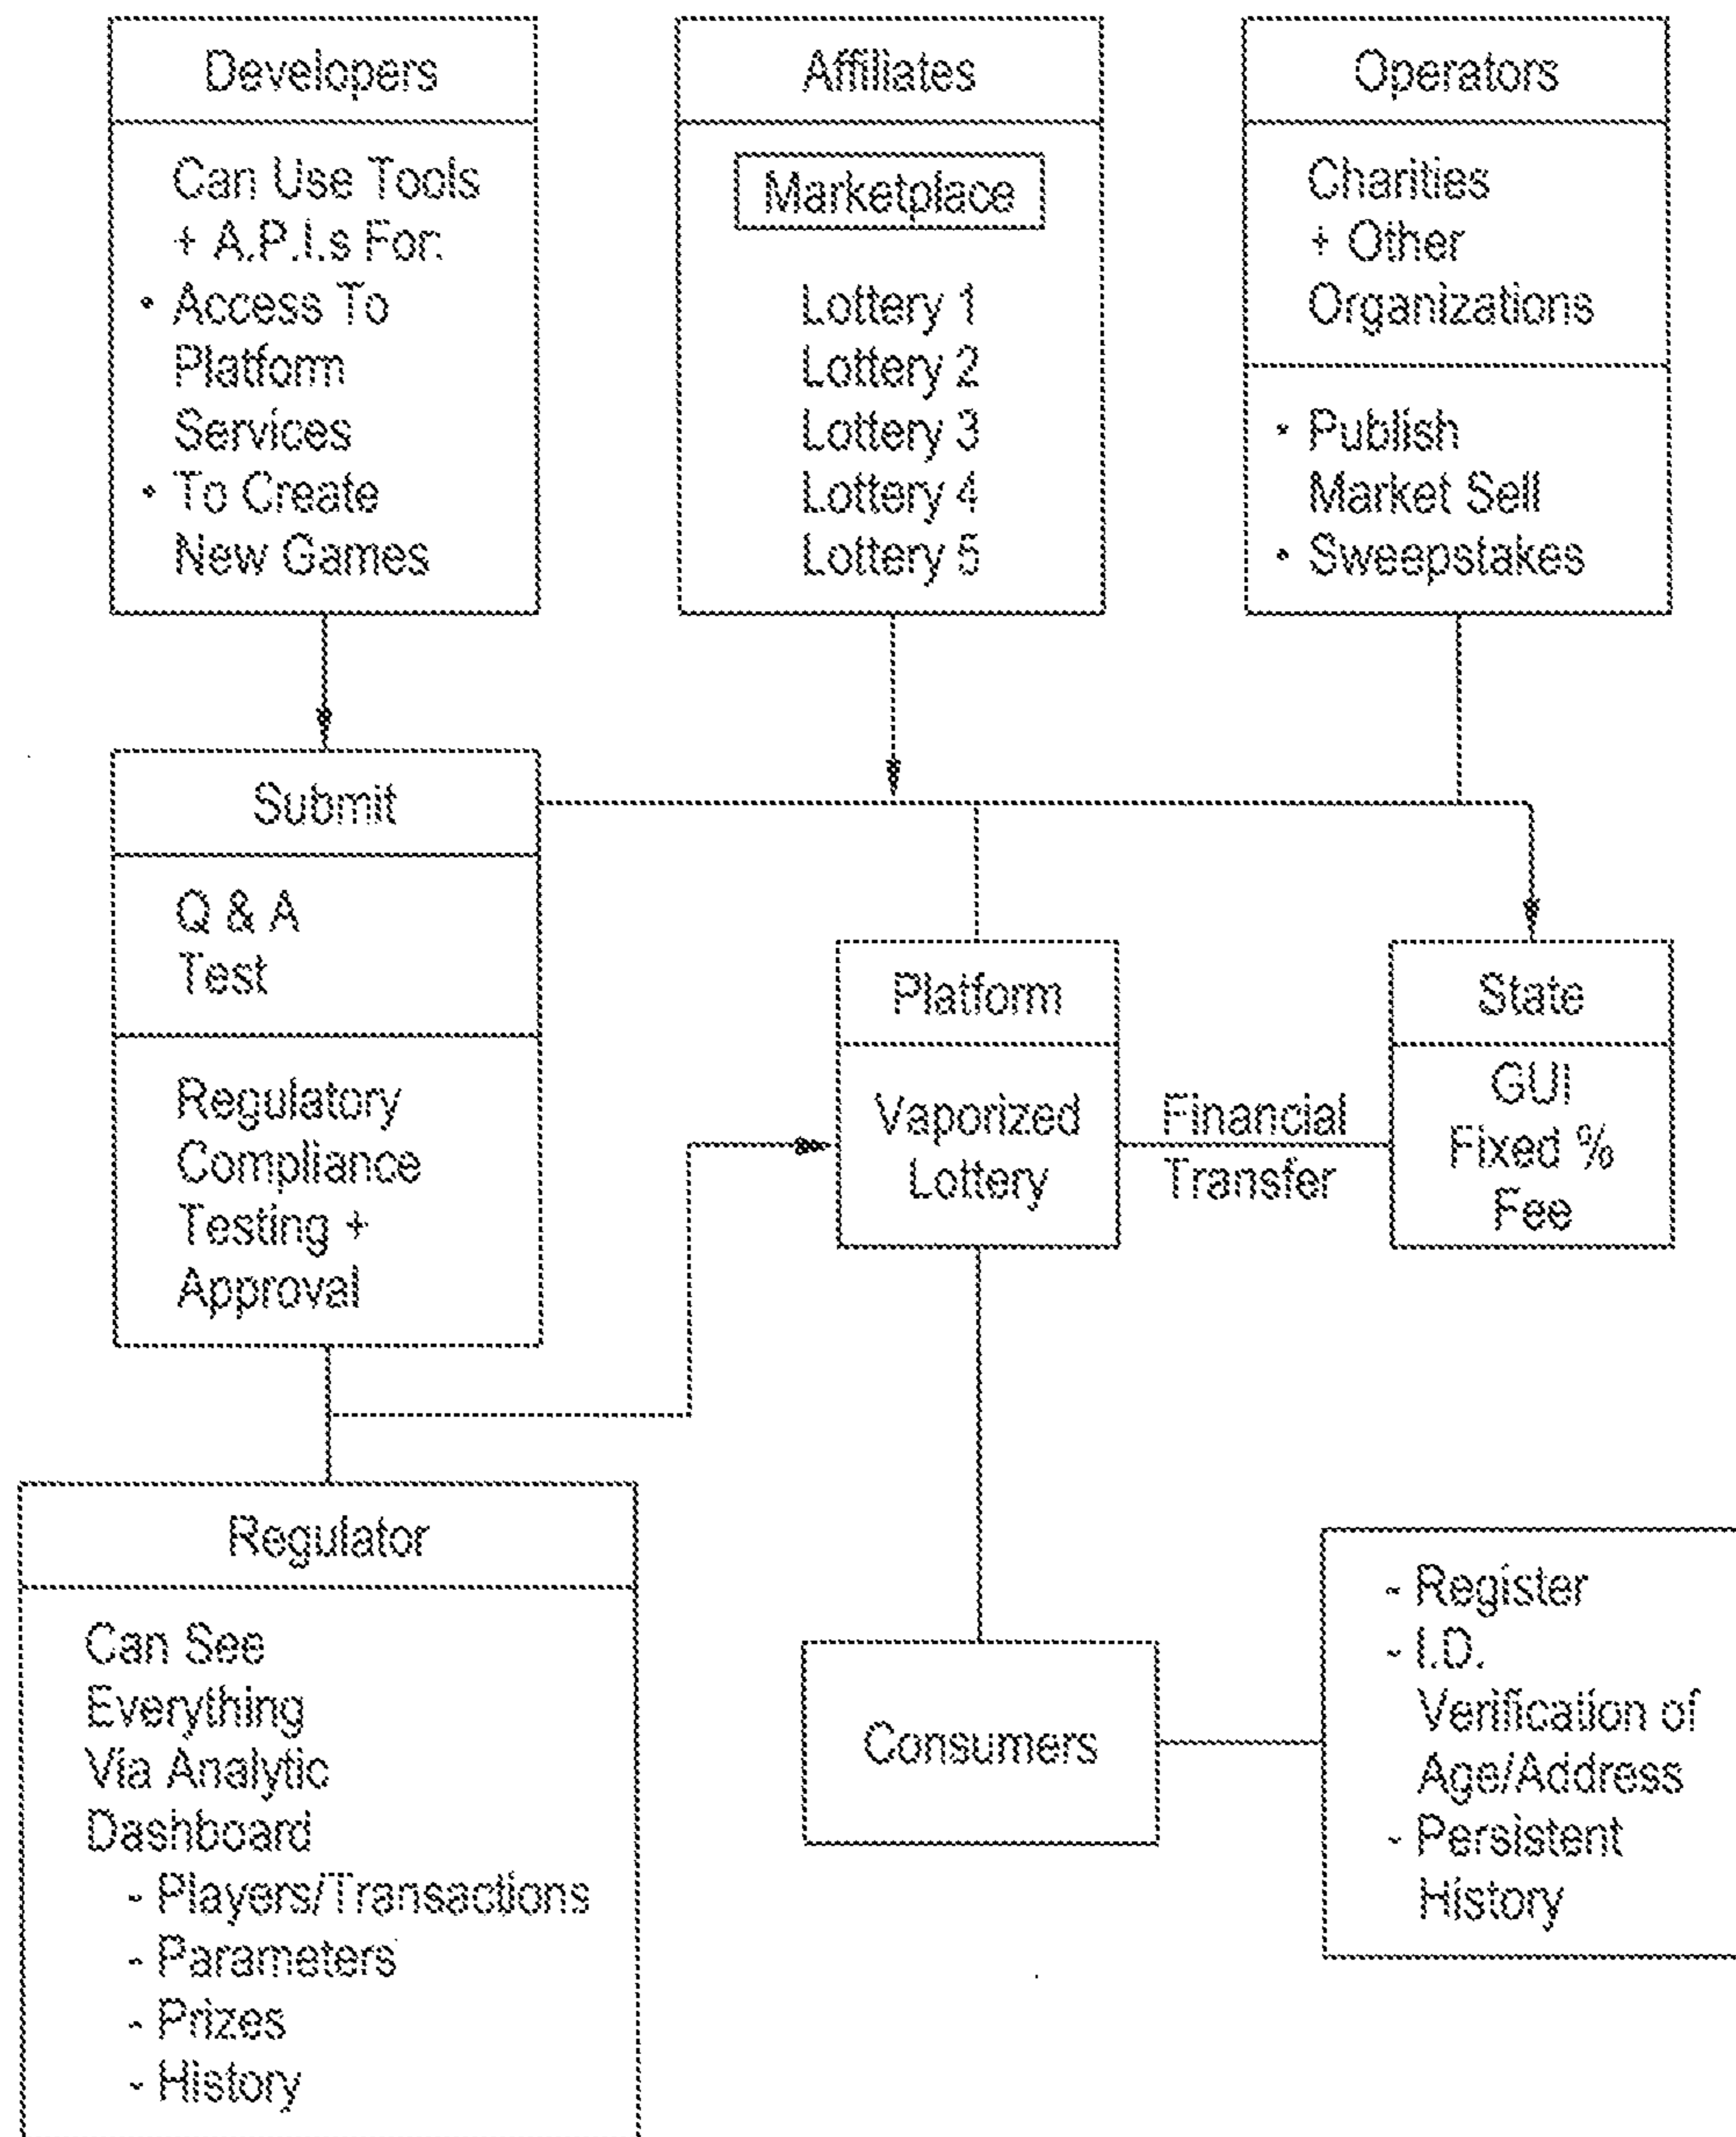 Developers
Can Use Tools
+ A.P.I.s For:
• Access To
Platform
Services
• To Create
New Games
Affiliates
Marketplace
Lottery 1
Lottery 2
Lottery 3
Lottery 4
Lottery 5
Operators
Charities
+ Other
Organizations
• Publish
Market Sell
• Sweepstakes
Submit
Q & A
Test
Regulatory
Compliance
Testing +
Approval
Platform
Vaporized
Lottery
Financial
Transfer
State
GUI
Fixed %
Fee
Regulator
Can See
Everything
Via Analytic
Dashboard
- Players/Transactions
- Parameters
- Prizes
- History
Consumers
- Register
- I.D.
Verification of
Age/Address
- Persistent
History